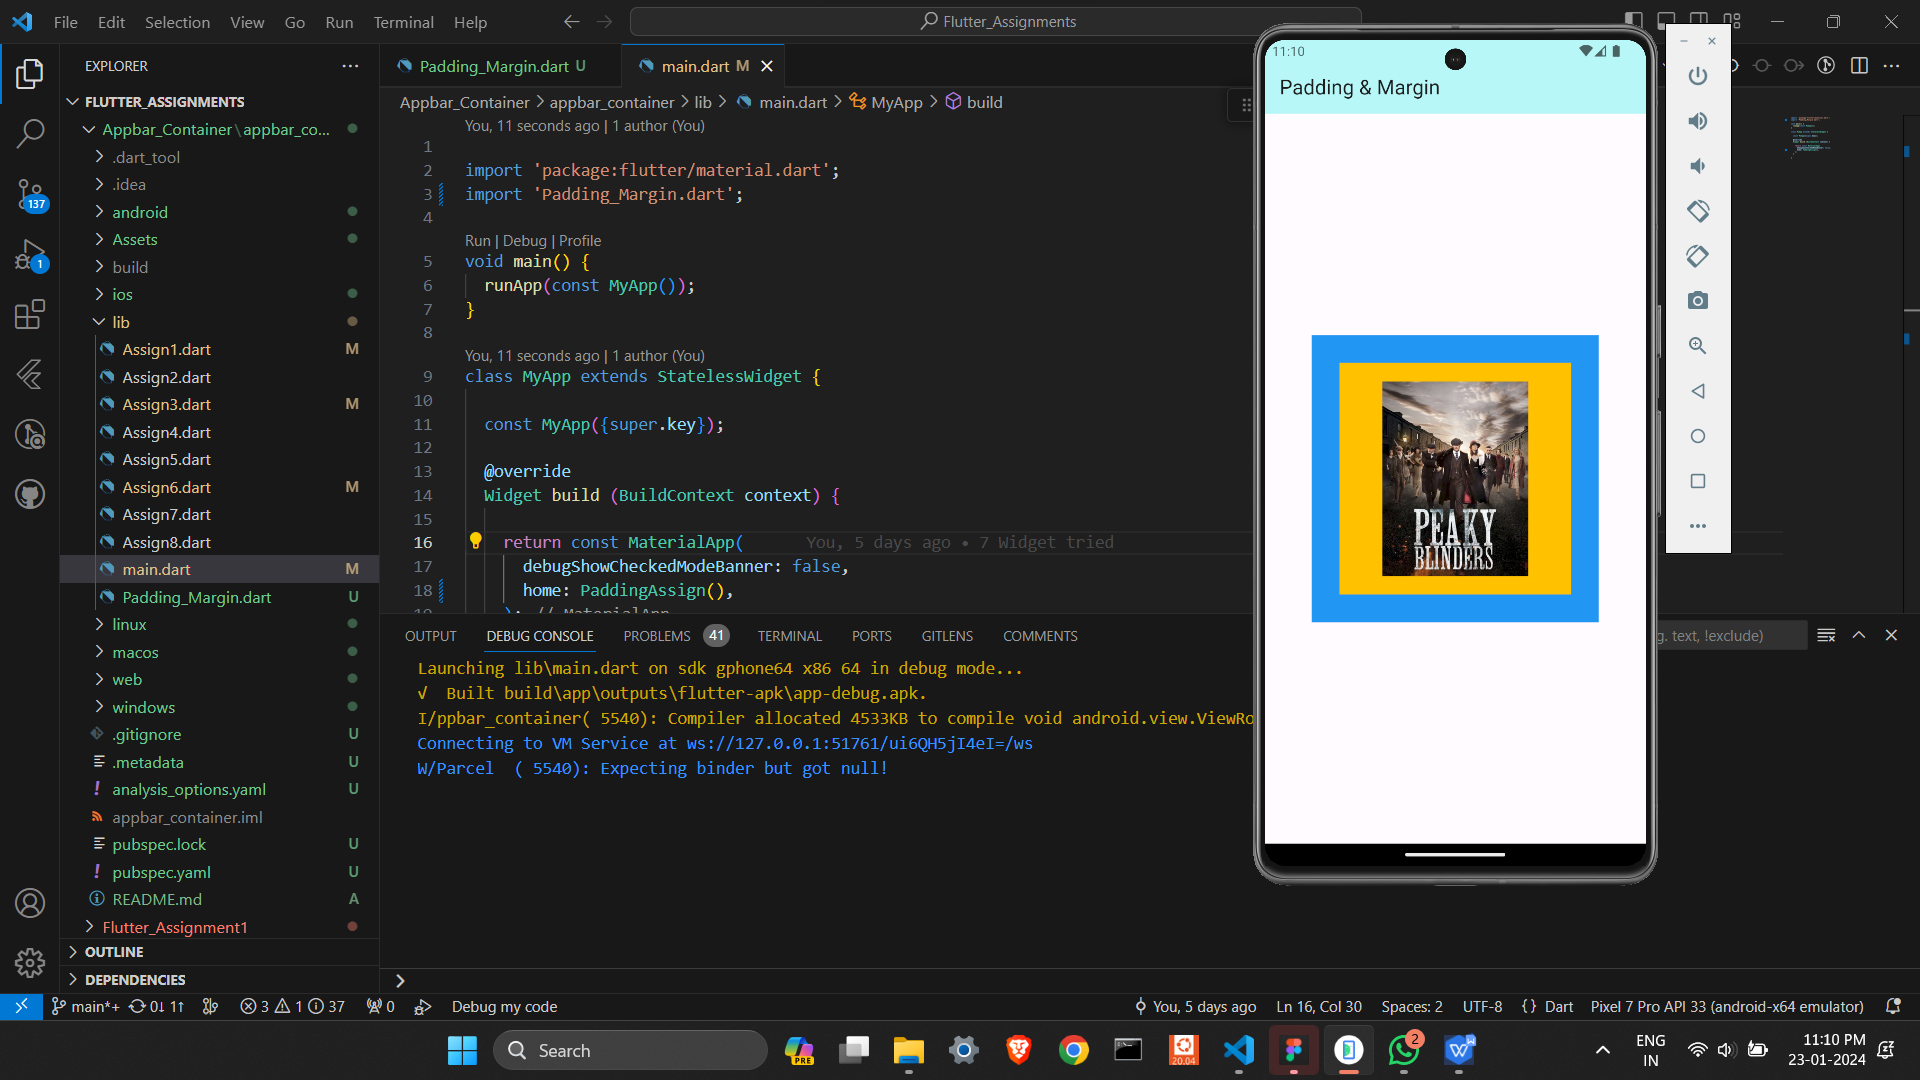 File Edit Selection View Go Run Terminal Help
Flutter_Assignments
EXPLORER
FLUTTER_ASSIGNMENTS
Appbar_Container\appbar_co...
.dart_tool
.idea
android
Assets
build
ios
lib
Assign1.dart M
Assign2.dart
Assign3.dart M
Assign4.dart
Assign5.dart
Assign6.dart M
Assign7.dart
Assign8.dart
main.dart M
Padding_Margin.dart U
linux
macos
web
windows
.gitignore U
.metadata U
analysis_options.yaml U
appbar_container.iml
pubspec.lock U
pubspec.yaml U
README.md A
Flutter_Assignment1
OUTLINE
DEPENDENCIES
137
1
Padding_Margin.dart U
main.dart M
Appbar_Container > appbar_container > lib > main.dart > MyApp > build
You, 11 seconds ago | 1 author (You)
1
2 import 'package:flutter/material.dart';
3 import 'Padding_Margin.dart';
4
Run | Debug | Profile
5 void main() {
6 runApp(const MyApp());
7 }
8
You, 11 seconds ago | 1 author (You)
9 class MyApp extends StatelessWidget {
10
11 const MyApp({super.key});
12
13 @override
14 Widget build (BuildContext context) {
15
16 return const MaterialApp( You, 5 days ago • 7 Widget tried
17 debugShowCheckedModeBanner: false,
18 home: PaddingAssign(),
19 ); // MaterialApp
OUTPUT DEBUG CONSOLE PROBLEMS 41 TERMINAL PORTS GITLENS COMMENTS
g. text, !exclude)
Launching lib\main.dart on sdk gphone64 x86 64 in debug mode...
√ Built build\app\outputs\flutter-apk\app-debug.apk.
I/ppbar_container( 5540): Compiler allocated 4533KB to compile void android.view.ViewRo
Connecting to VM Service at ws://127.0.0.1:51761/ui6QH5jI4eI=/ws
W/Parcel ( 5540): Expecting binder but got null!
11:10
Padding & Margin
PEAKY
BLINDERS
main*+ 0↓ 1↑ 3 1 37 0 Debug my code
You, 5 days ago Ln 16, Col 30 Spaces: 2 UTF-8 {} Dart Pixel 7 Pro API 33 (android-x64 emulator)
Search
PRE
20.04
2
ENG
IN
11:10 PM
23-01-2024